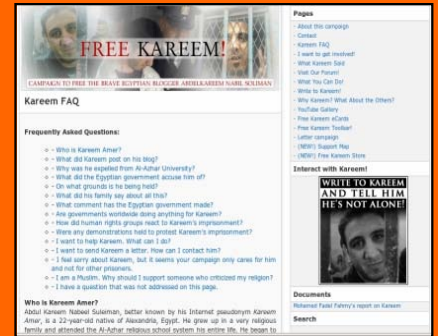 FREE KAREEM!
CAMPAIGN TO FREE THE BRAVE EGYPTIAN BLOGGER ABDELKAREEM NABIL SOLIMAN
Kareem FAQ
Frequently Asked Questions:
- Who is Kareem Amer?
- What did Kareem post on his blog?
- Why was he expelled from Al-Azhar University?
- What did the Egyptian government accuse him of?
- On what grounds is he being held?
- What did his family say about all this?
- What comment has the Egyptian government made?
- Are governments worldwide doing anything for Kareem?
- How did human rights groups react to Kareem's imprisonment?
- Were any demonstrations held to protest Kareem's imprisonment?
- I want to help Kareem. What can I do?
- I want to send Kareem a letter. How can I contact him?
- I feel sorry about Kareem, but it seems your campaign only cares for him
and not for other prisoners.
- I am a Muslim. Why should I support someone who criticized my religion?
- I have a question that was not addressed on this page.
Who is Kareem Amer?
Abdul Kareem Nabeel Suleiman, better known by his Internet pseudonym Kareem
Amer, is a 22-year-old native of Alexandria, Egypt. He grew up in a very religious
family and attended the Al-Azhar religious school system his entire life. He began to
Pages
- About this campaign
- Contact
- Kareem FAQ
- I want to get involved!
- What Kareem Said
- Visit Our Forum!
- What You Can Do!
- Write to Kareem!
- Why Kareem? What About the Others?
- YouTube Gallery
- Free Kareem eCards
- Free Kareem Toolbar!
- Letter campaign
- (NEW!) Support Map
- (NEW!) Free Kareem Store
Interact with Kareem!
WRITE TO KAREEM
AND TELL HIM
HE'S NOT ALONE!
Documents
Mohamed Fadel Fahmy's report on Kareem
Search